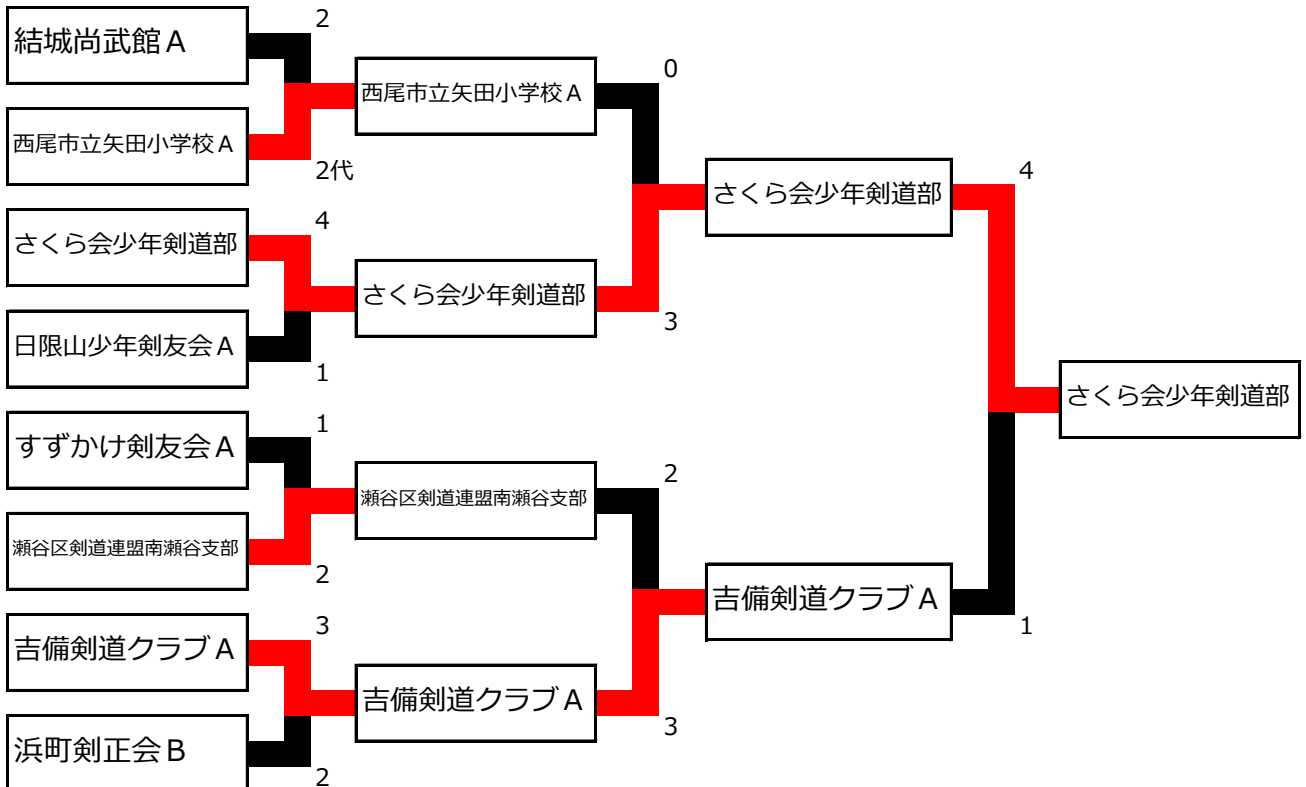 結城尚武館Ａ
2
西尾市立矢田小学校Ａ
2代
さくら会少年剣道部
4
日限山少年剣友会Ａ
1
すずかけ剣友会Ａ
1
瀬谷区剣道連盟南瀬谷支部
2
吉備剣道クラブＡ
3
浜町剣正会Ｂ
2
西尾市立矢田小学校Ａ
0
さくら会少年剣道部
3
瀬谷区剣道連盟南瀬谷支部
2
吉備剣道クラブＡ
3
さくら会少年剣道部
4
吉備剣道クラブＡ
1
さくら会少年剣道部